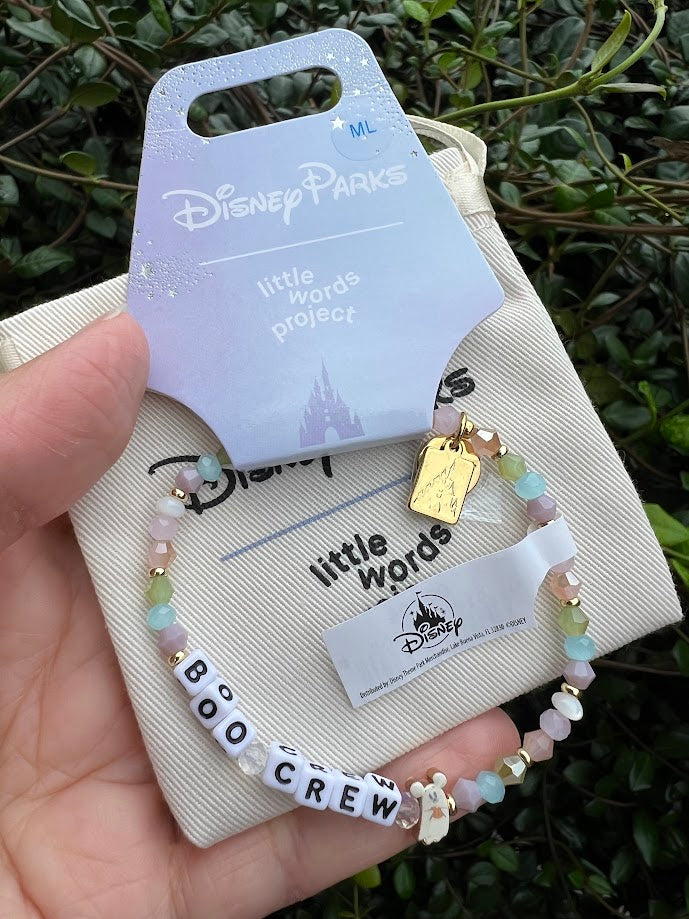 ML
Disney Parks
little
words
project
ks
Disney
little
words
Disney
Distributed by: Disney Theme Park Merchandise, Lake Buena Vista, FL 32830 ©DISNEY
BOO CREW